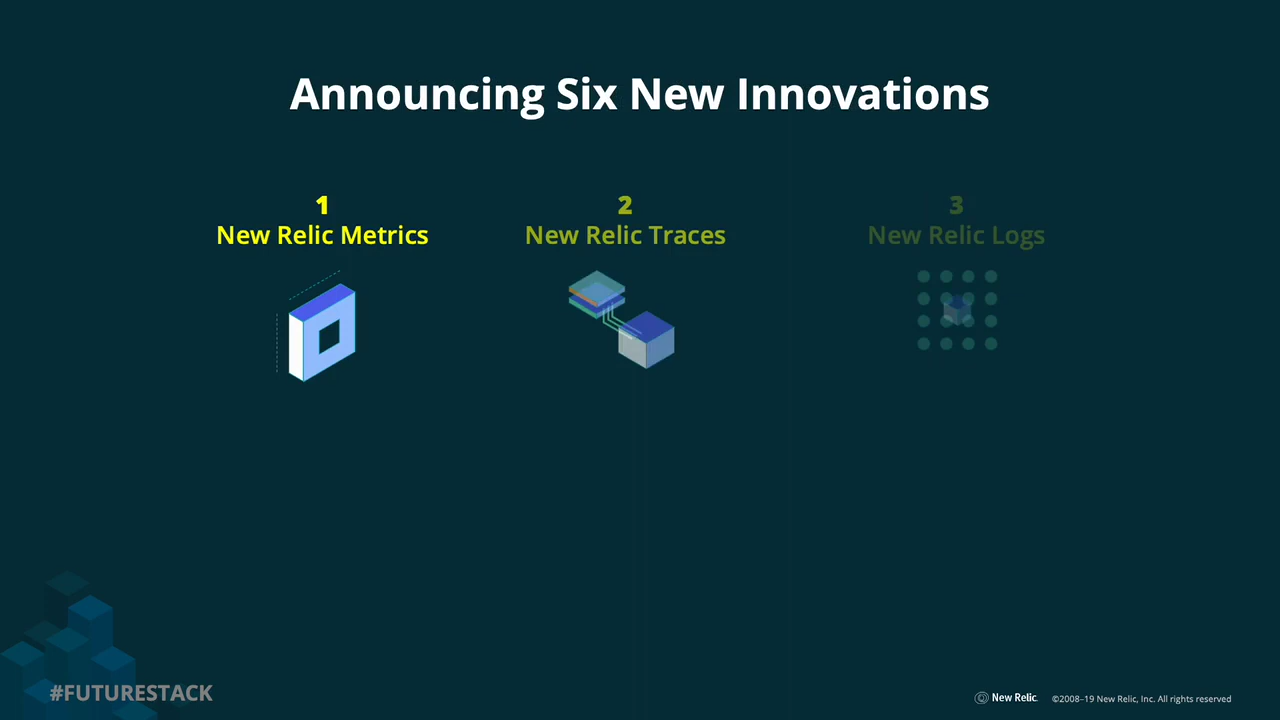 Announcing Six New Innovations
1
New Relic Metrics
2
New Relic Traces
3
New Relic Logs
#FUTURESTACK
New Relic.
©2008–19 New Relic, Inc. All rights reserved